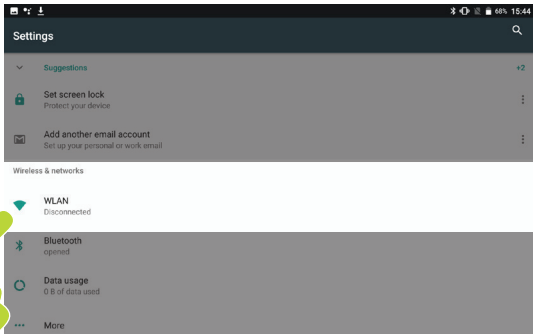 68% 15:44
Settings
Suggestions +2
Set screen lock
Protect your device
Add another email account
Set up your personal or work email
Wireless & networks
WLAN
Disconnected
Bluetooth
opened
Data usage
0 B of data used
More